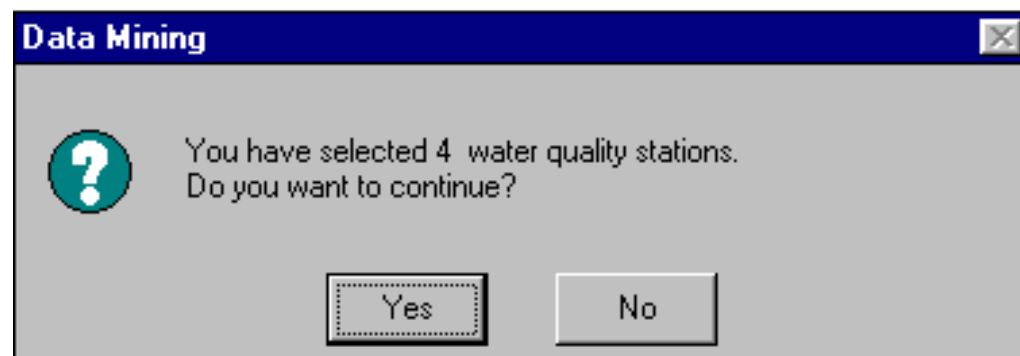 Data Mining
You have selected 4  water quality stations.
Do you want to continue?
Yes
No